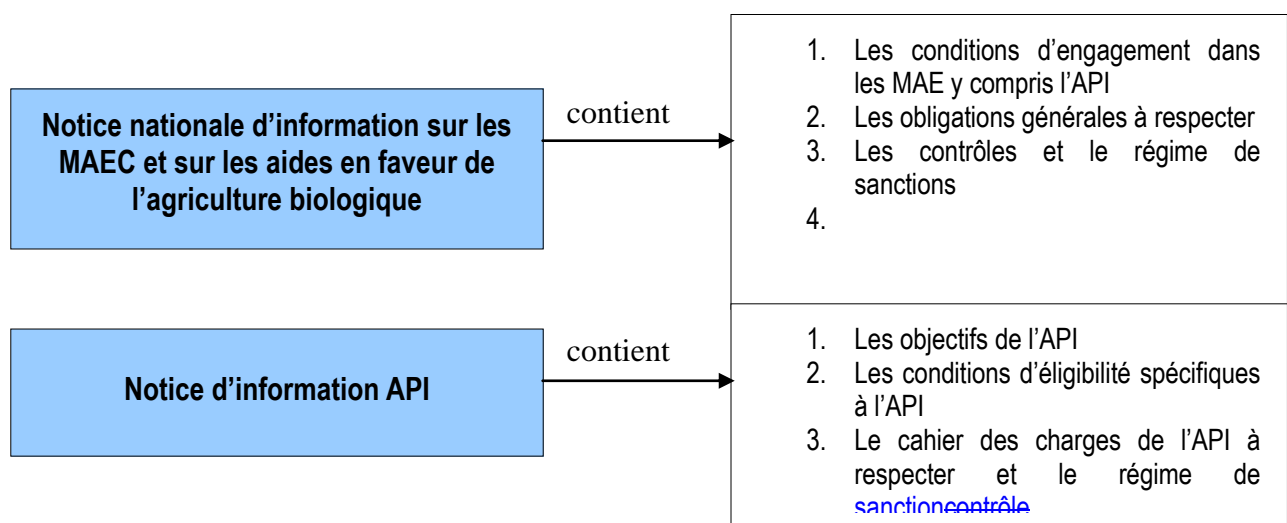 Notice nationale d'information sur les
MAEC et sur les aides en faveur de
l'agriculture biologique
contient
1. Les conditions d'engagement dans
les MAE y compris l'API
2. Les obligations générales à respecter
3. Les contrôles et le régime de
sanctions
4.
Notice d'information API
contient
1. Les objectifs de l'API
2. Les conditions d'éligibilité spécifiques
à l'API
3. Le cahier des charges de l'API à
respecter et le régime de
sanctioncontrôle